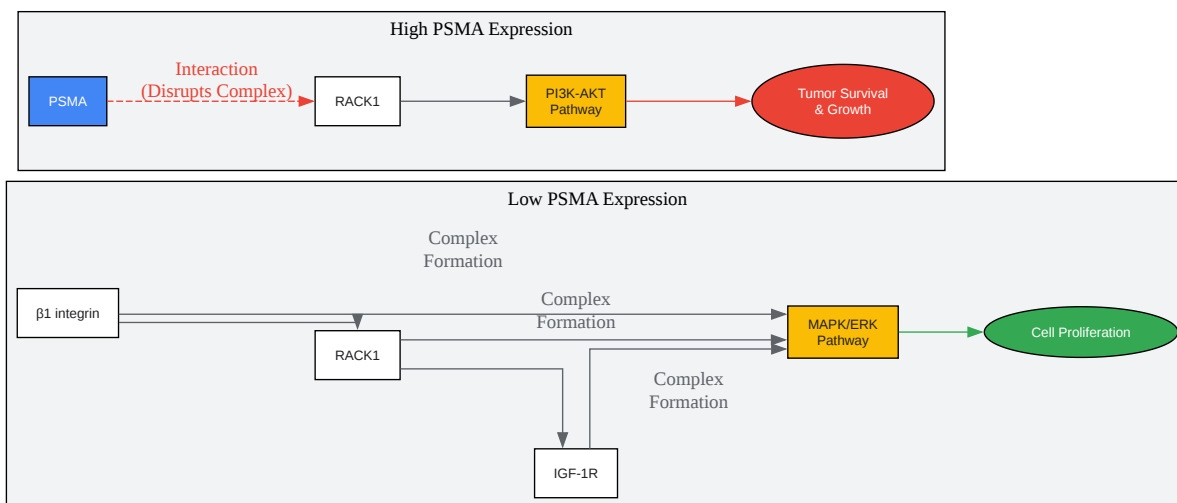 High PSMA Expression
Interaction
(Disrupts Complex)
PSMA
RACK1
PI3K-AKT
Pathway
Tumor Survival
& Growth
Low PSMA Expression
Complex
Formation
β1 integrin
Complex
Formation
RACK1
MAPK/ERK
Pathway
Cell Proliferation
Complex
Formation
IGF-1R